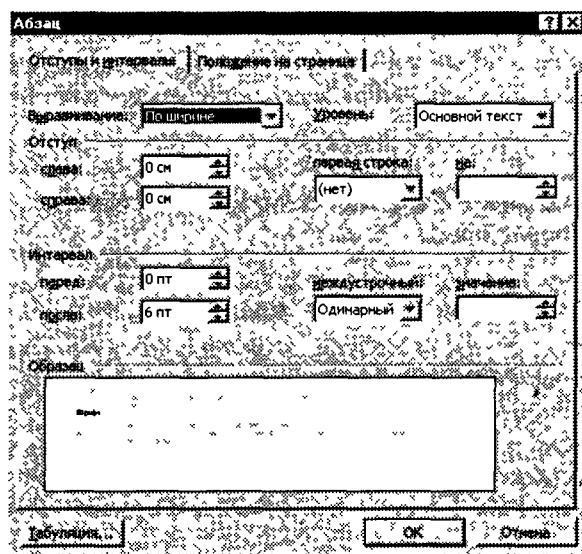 Абзац
Отступы и интервалы Положение на странице
Выравнивание: По ширине Уровень: Основной текст
Отступ
слева: 0 см первая строка: на:
справа: 0 см (нет)
Интервал
перед: 0 пт междустрочный: значение:
после: 6 пт Одинарный
Образец
Табуляция... ОК Отмена